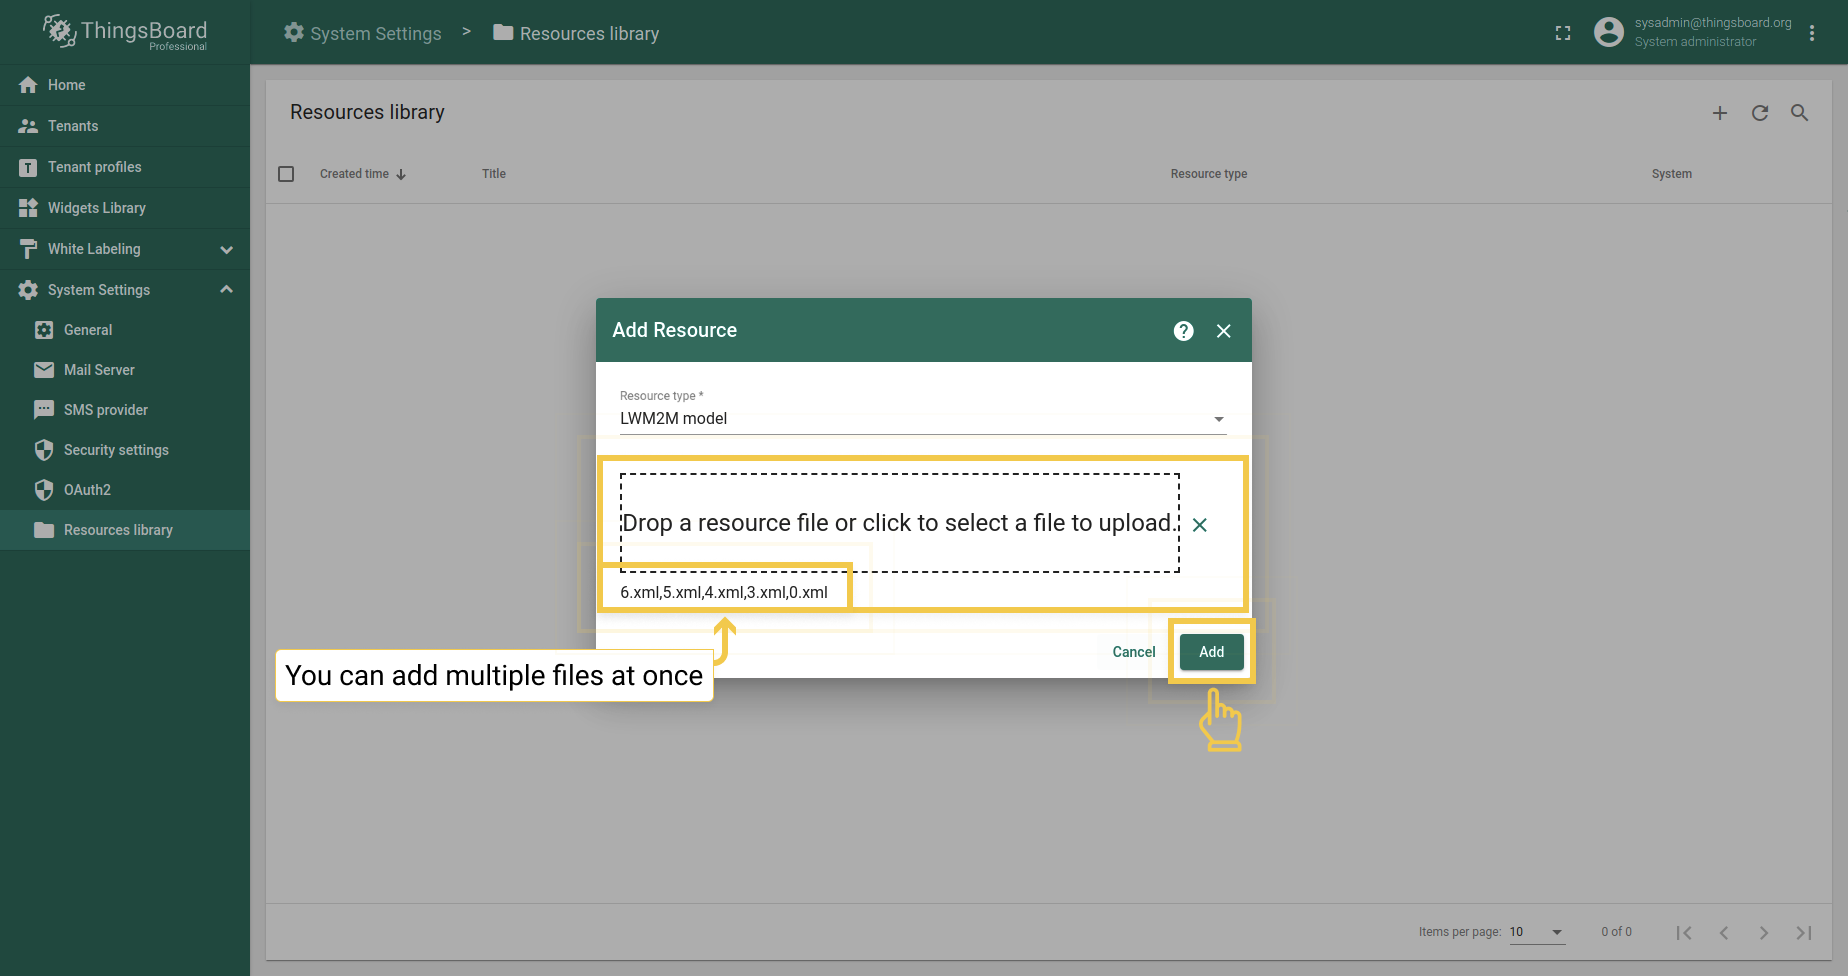 ThingsBoard
Professional
System Settings > Resources library
sysadmin@thingsboard.org
System administrator
Home
Tenants
Tenant profiles
Widgets Library
White Labeling
System Settings
General
Mail Server
SMS provider
Security settings
OAuth2
Resources library
Resources library
Created time Title Resource type System
Add Resource
Resource type *
LWM2M model
Drop a resource file or click to select a file to upload.
6.xml,5.xml,4.xml,3.xml,0.xml
You can add multiple files at once
Cancel Add
Items per page: 10 0 of 0